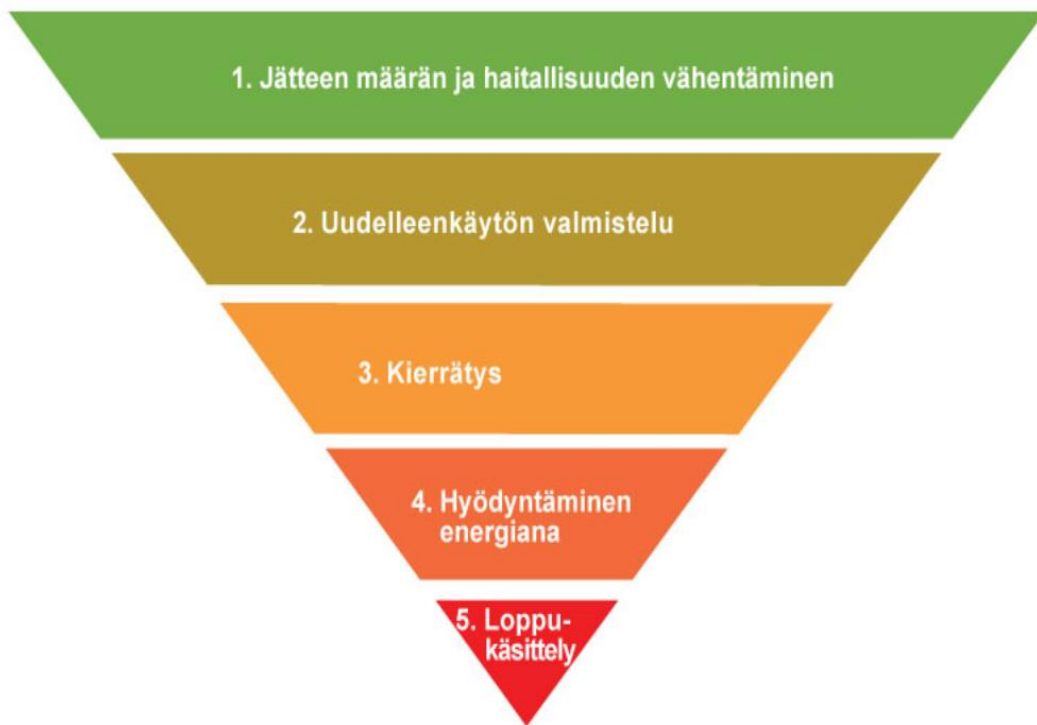 1. Jätteen määrän ja haitallisuuden vähentäminen
2. Uudelleenkäytön valmistelu
3. Kierrätys
4. Hyödyntäminen
energiana
5. Loppu-
käsittely